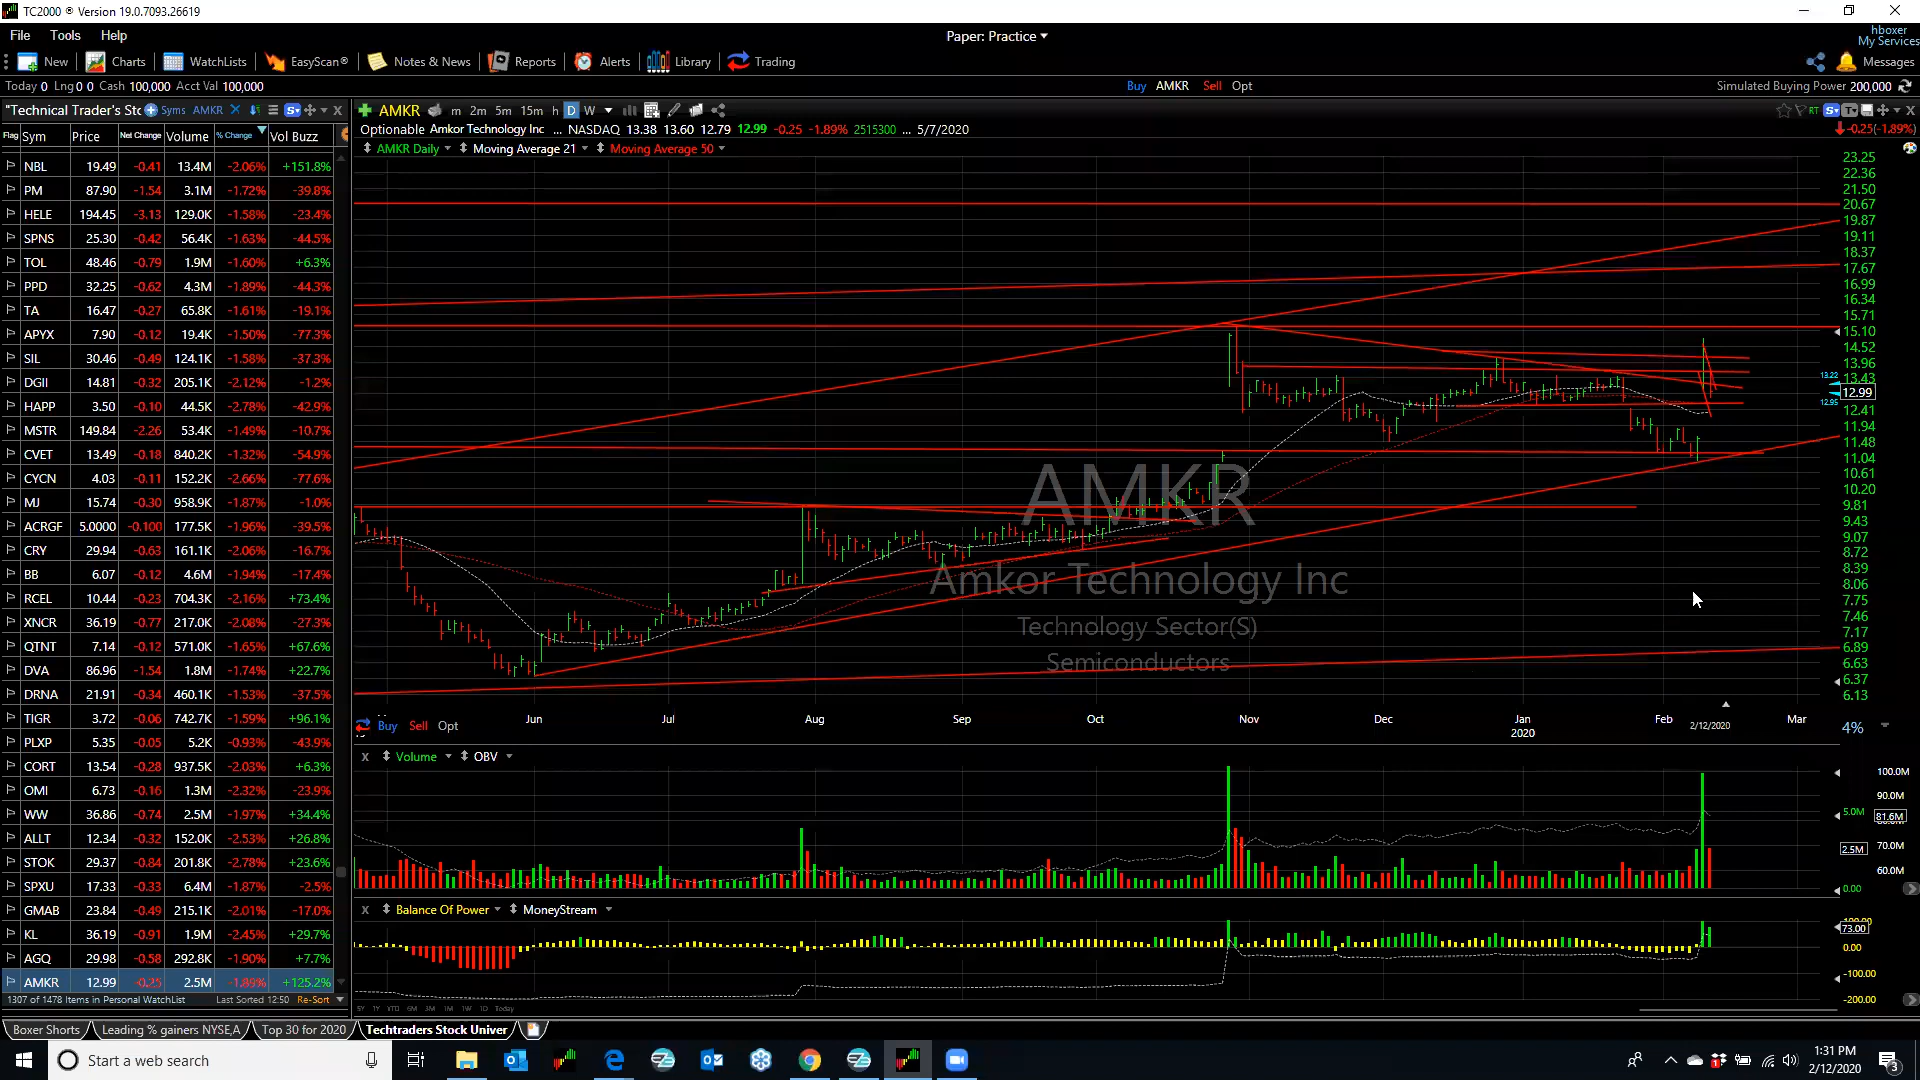 TC2000 ® Version 19.0.7093.26619
File Tools Help
Paper: Practice
hboxer
My Services
New Charts WatchLists EasyScan® Notes & News Reports Alerts Library Trading
Messages
Today 0 Lng 0 0 Cash 100,000 Acct Val 100,000
Buy AMKR Sell Opt
Simulated Buying Power 200,000
"Technical Trader's Stc Syms AMKR
AMKR m 2m 5m 15m D W
RT
Flag Sym Price Net Change Volume % Change Vol Buzz
Optionable Amkor Technology Inc ... NASDAQ 13.38 13.60 12.79 12.99 -0.25 -1.89% 2515300 ... 5/7/2020
-0.25(-1.89%)
AMKR Daily Moving Average 21 Moving Average 50
NBL 19.49 -0.41 13.4M -2.06% +151.8%
PM 87.90 -1.54 3.1M -1.72% -39.8%
HELE 194.45 -3.13 129.0K -1.58% -23.4%
SPNS 25.30 -0.42 56.4K -1.63% -44.5%
TOL 48.46 -0.79 1.9M -1.60% +6.3%
PPD 32.25 -0.62 4.3M -1.89% -44.3%
TA 16.47 -0.27 65.8K -1.61% -19.1%
APYX 7.90 -0.12 19.4K -1.50% -77.3%
SIL 30.46 -0.49 124.1K -1.58% -37.3%
DGII 14.81 -0.32 205.1K -2.12% -1.2%
HAPP 3.50 -0.10 44.5K -2.78% -42.9%
MSTR 149.84 -2.26 53.4K -1.49% -10.7%
CVET 13.49 -0.18 840.2K -1.32% -54.9%
CYCN 4.03 -0.11 152.2K -2.66% -77.6%
MJ 15.74 -0.30 958.9K -1.87% -1.0%
ACRGF 5.0000 -0.100 177.5K -1.96% -39.5%
CRY 29.94 -0.63 161.1K -2.06% -16.7%
BB 6.07 -0.12 4.6M -1.94% -17.4%
RCEL 10.44 -0.23 704.3K -2.16% +73.4%
XNCR 36.19 -0.77 217.0K -2.08% -27.3%
QTNT 7.14 -0.12 571.0K -1.65% +67.6%
DVA 86.96 -1.54 1.8M -1.74% +22.7%
DRNA 21.91 -0.34 460.1K -1.53% -37.5%
TIGR 3.72 -0.06 742.7K -1.59% +96.1%
PLXP 5.35 -0.05 5.2K -0.93% -43.9%
CORT 13.54 -0.28 937.5K -2.03% +6.3%
OMI 6.73 -0.16 1.3M -2.32% -23.9%
WW 36.86 -0.74 2.5M -1.97% +34.4%
ALLT 12.34 -0.32 152.0K -2.53% +26.8%
STOK 29.37 -0.84 201.8K -2.78% +23.6%
SPXU 17.33 -0.33 6.4M -1.87% -2.5%
GMAB 23.84 -0.49 215.1K -2.01% -17.0%
KL 36.19 -0.91 1.9M -2.45% +29.7%
AGQ 29.98 -0.58 292.8K -1.90% +7.7%
AMKR 12.99 -0.25 2.5M -1.89% +125.2%
1307 of 1478 Items in Personal WatchList Last Sorted 12:50 Re-Sort
AMKR
Amkor Technology Inc
Technology Sector(S)
Semiconductors
23.25
22.36
21.50
20.67
19.87
19.11
18.37
17.67
16.99
16.34
15.71
15.10
14.52
13.96
13.22
13.43
12.99
12.95
12.41
11.94
11.48
11.04
10.61
10.20
9.81
9.43
9.07
8.72
8.39
8.06
7.75
7.46
7.17
6.89
6.63
6.37
6.13
Jun Jul Aug Sep Oct Nov Dec Jan Feb 2/12/2020 Mar
2020
Buy Sell Opt
4%
X Volume OBV
100.0M
90.0M
5.0M 81.6M
2.5M 70.0M
60.0M
0.00
X Balance Of Power MoneyStream
100.00
73.00
0.00
-100.00
-200.00
5Y 1Y YTD 6M 3M 1M 1W 1D Today
Boxer Shorts Leading % gainers NYSE,A Top 30 for 2020 Techtraders Stock Univer
Start a web search
1:31 PM
2/12/2020
3